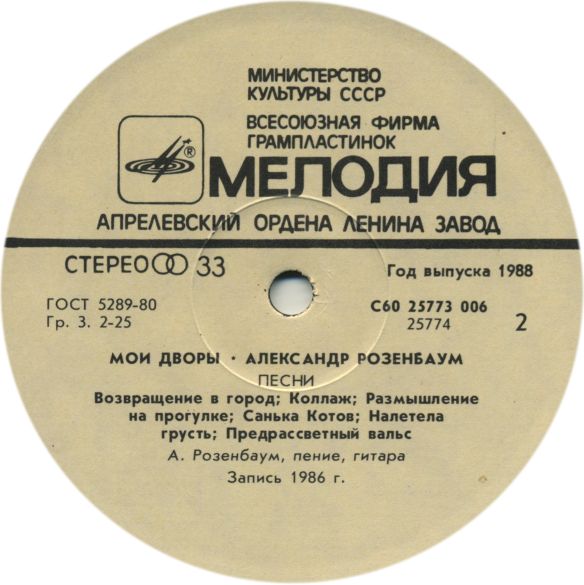 МИНИСТЕРСТВО
КУЛЬТУРЫ СССР
ВСЕСОЮЗНАЯ ФИРМА
ГРАМПЛАСТИНОК
®
МЕЛОДИЯ
АПРЕЛЕВСКИЙ ОРДЕНА ЛЕНИНА ЗАВОД
СТЕРЕО 33
Год выпуска 1988
ГОСТ 5289-80
С60 25773 006
Гр. 3. 2-25
25774
2
МОИ ДВОРЫ • АЛЕКСАНДР РОЗЕНБАУМ
ПЕСНИ
Возвращение в город; Коллаж; Размышление
на прогулке; Санька Котов; Налетела
грусть; Предрассветный вальс
А. Розенбаум, пение, гитара
Запись 1986 г.